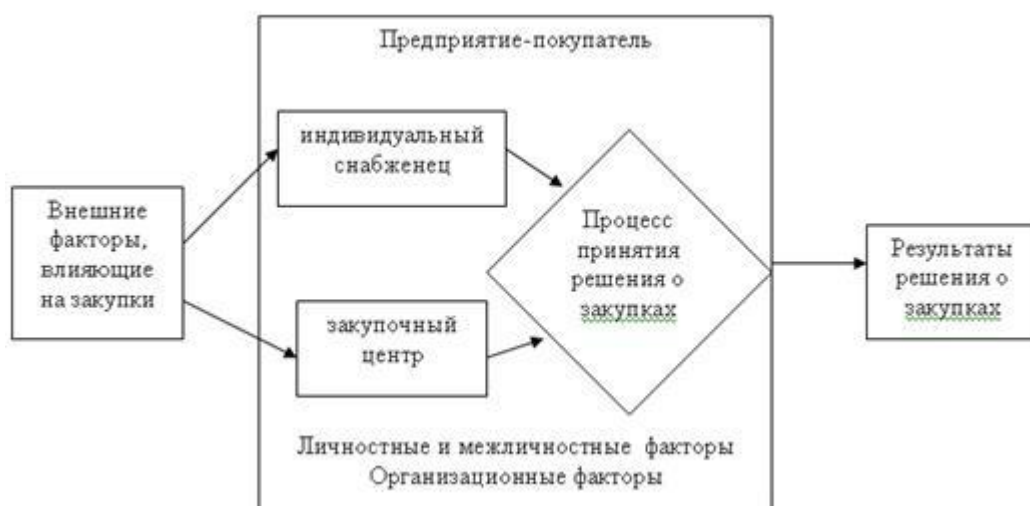 Предприятие-покупатель
индивидуальный
снабженец
Внешние
факторы,
влияющие
на закупки
Процесс
принятия
решения о
закупках
Результаты
решения о
закупках
закупочный
центр
Личностные и межличностные факторы
Организационные факторы